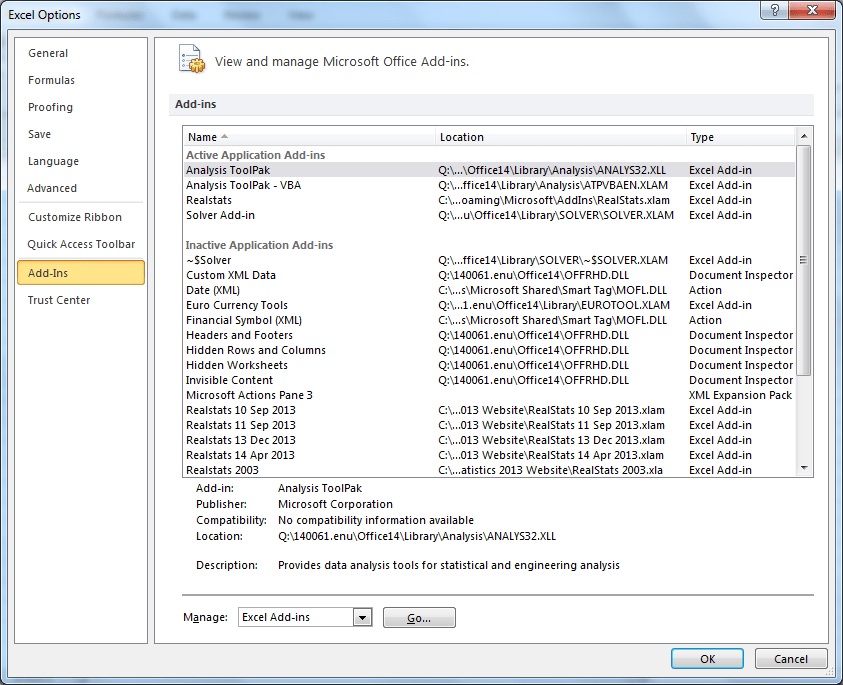 Excel Options
General
Formulas
Proofing
Save
Language
Advanced
Customize Ribbon
Quick Access Toolbar
Add-Ins
Trust Center
View and manage Microsoft Office Add-ins.
Add-ins
Name Location Type
Active Application Add-ins
Analysis ToolPak Q:\...\Office14\Library\Analysis\ANALYS32.XLL Excel Add-in
Analysis ToolPak - VBA Q:\...ffice14\Library\Analysis\ATPVBAEN.XLAM Excel Add-in
Realstats C:\...oaming\Microsoft\AddIns\RealStats.xlam Excel Add-in
Solver Add-in Q:\...u\Office14\Library\SOLVER\SOLVER.XLAM Excel Add-in
Inactive Application Add-ins
~$Solver Q:\...ffice14\Library\SOLVER\~$SOLVER.XLAM Excel Add-in
Custom XML Data Q:\140061.enu\Office14\OFFRHD.DLL Document Inspector
Date (XML) C:\...s\Microsoft Shared\Smart Tag\MOFL.DLL Action
Euro Currency Tools Q:\...1.enu\Office14\Library\EUROTOOL.XLAM Excel Add-in
Financial Symbol (XML) C:\...s\Microsoft Shared\Smart Tag\MOFL.DLL Action
Headers and Footers Q:\140061.enu\Office14\OFFRHD.DLL Document Inspector
Hidden Rows and Columns Q:\140061.enu\Office14\OFFRHD.DLL Document Inspector
Hidden Worksheets Q:\140061.enu\Office14\OFFRHD.DLL Document Inspector
Invisible Content Q:\140061.enu\Office14\OFFRHD.DLL Document Inspector
Microsoft Actions Pane 3 XML Expansion Pack
Realstats 10 Sep 2013 C:\...013 Website\RealStats 10 Sep 2013.xlam Excel Add-in
Realstats 11 Sep 2013 C:\...013 Website\RealStats 11 Sep 2013.xlam Excel Add-in
Realstats 13 Dec 2013 C:\...013 Website\RealStats 13 Dec 2013.xlam Excel Add-in
Realstats 14 Apr 2013 C:\...013 Website\RealStats 14 Apr 2013.xlam Excel Add-in
Realstats 2003 C:\...atistics 2013 Website\RealStats 2003.xla Excel Add-in
Add-in: Analysis ToolPak
Publisher: Microsoft Corporation
Compatibility: No compatibility information available
Location: Q:\140061.enu\Office14\Library\Analysis\ANALYS32.XLL
Description: Provides data analysis tools for statistical and engineering analysis
Manage: Excel Add-ins Go...
OK Cancel